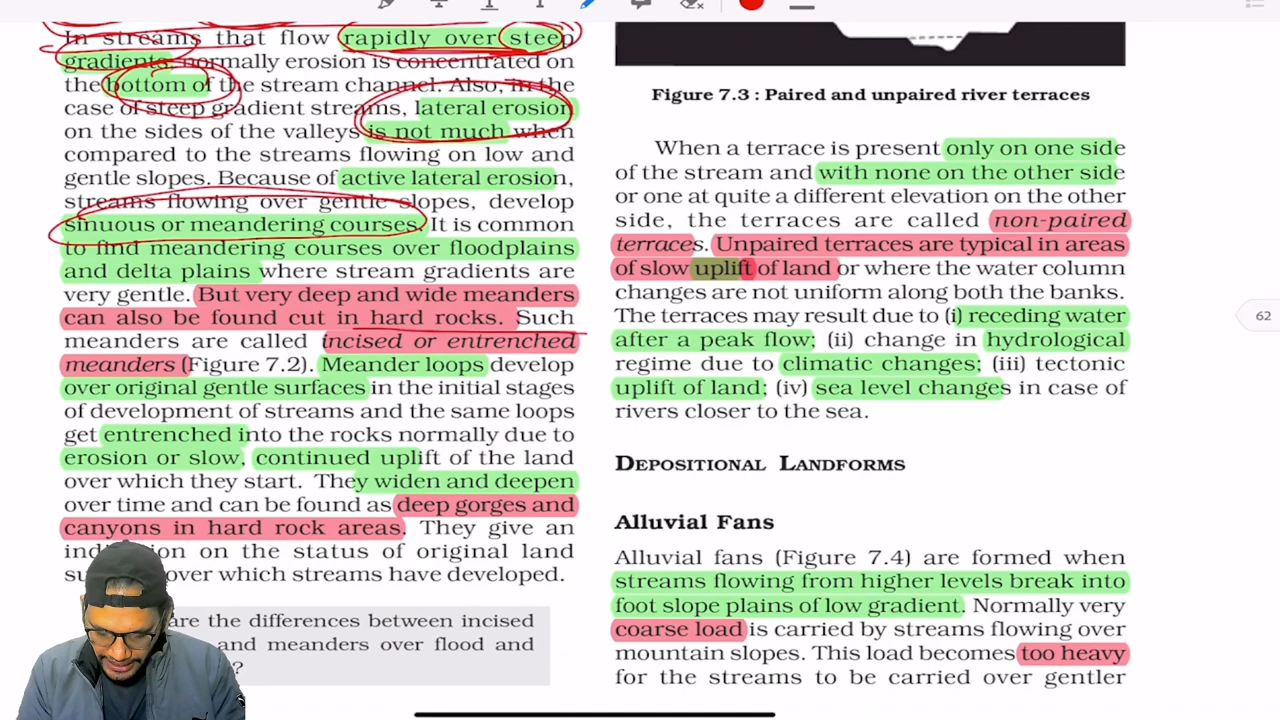 In streams that flow rapidly over steep
gradients, normally erosion is concentrated on
the bottom of the stream channel. Also, in the
case of steep gradient streams, lateral erosion
on the sides of the valleys is not much when
compared to the streams flowing on low and
gentle slopes. Because of active lateral erosion,
streams flowing over gentle slopes, develop
sinuous or meandering courses. It is common
to find meandering courses over floodplains
and delta plains where stream gradients are
very gentle. But very deep and wide meanders
can also be found cut in hard rocks. Such
meanders are called incised or entrenched
meanders (Figure 7.2). Meander loops develop
over original gentle surfaces in the initial stages
of development of streams and the same loops
get entrenched into the rocks normally due to
erosion or slow, continued uplift of the land
over which they start. They widen and deepen
over time and can be found as deep gorges and
canyons in hard rock areas. They give an
on the status of original land
over which streams have developed.
are the differences between incised
and meanders over flood and
?
Figure 7.3 : Paired and unpaired river terraces
When a terrace is present only on one side
of the stream and with none on the other side
or one at quite a different elevation on the other
side, the terraces are called non-paired
terraces. Unpaired terraces are typical in areas
of slow uplift of land or where the water column
changes are not uniform along both the banks.
The terraces may result due to (i) receding water
after a peak flow; (ii) change in hydrological
regime due to climatic changes; (iii) tectonic
uplift of land; (iv) sea level changes in case of
rivers closer to the sea.
DEPOSITIONAL LANDFORMS
Alluvial Fans
Alluvial fans (Figure 7.4) are formed when
streams flowing from higher levels break into
foot slope plains of low gradient. Normally very
coarse load is carried by streams flowing over
mountain slopes. This load becomes too heavy
for the streams to be carried over gentler
62